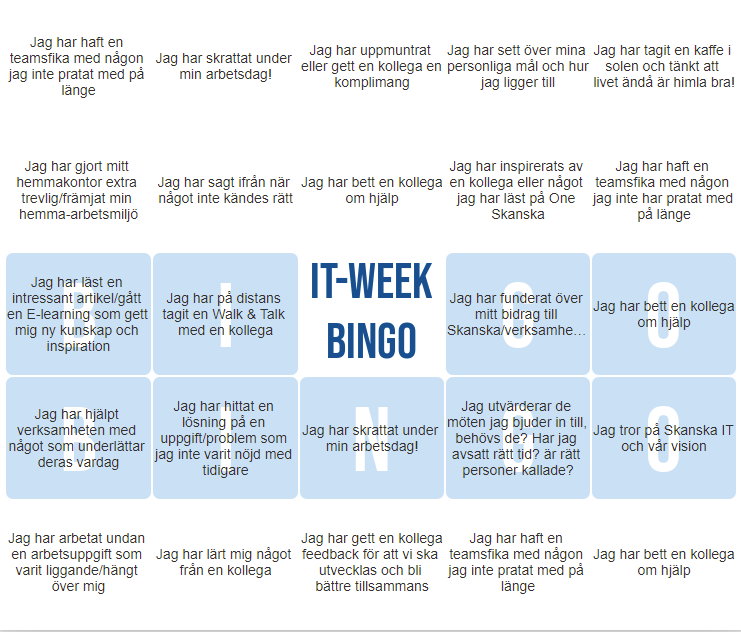 Jag har haft en
teamsfika med någon
jag inte pratat med på
länge
Jag har skrattat under
min arbetsdag!
Jag har uppmuntrat
eller gett en kollega en
komplimang
Jag har sett över mina
personliga mål och hur
jag ligger till
Jag har tagit en kaffe i
solen och tänkt att
livet ändå är himla bra!
Jag har gjort mitt
hemmakontor extra
trevlig/främjat min
hemma-arbetsmiljö
Jag har sagt ifrån när
något inte kändes rätt
Jag har bett en kollega
om hjälp
Jag har inspirerats av
en kollega eller något
jag har läst på One
Skanska
Jag har haft en
teamsfika med någon
jag inte har pratat med
på länge
B
Jag har läst en
intressant artikel/gått
en E-learning som gett
mig ny kunskap och
inspiration
I
Jag har på distans
tagit en Walk & Talk
med en kollega
IT-WEEK
BINGO
G
Jag har funderat över
mitt bidrag till
Skanska/verksamhe…
O
Jag har bett en kollega
om hjälp
B
Jag har hjälpt
verksamheten med
något som underlättar
deras vardag
I
Jag har hittat en
lösning på en
uppgift/problem som
jag inte varit nöjd med
tidigare
N
Jag har skrattat under
min arbetsdag!
G
Jag utvärderar de
möten jag bjuder in till,
behövs de? Har jag
avsatt rätt tid? är rätt
personer kallade?
O
Jag tror på Skanska IT
och vår vision
Jag har arbetat undan
en arbetsuppgift som
varit liggande/hängt
över mig
Jag har lärt mig något
från en kollega
Jag har gett en kollega
feedback för att vi ska
utvecklas och bli
bättre tillsammans
Jag har haft en
teamsfika med någon
jag inte pratat med på
länge
Jag har bett en kollega
om hjälp